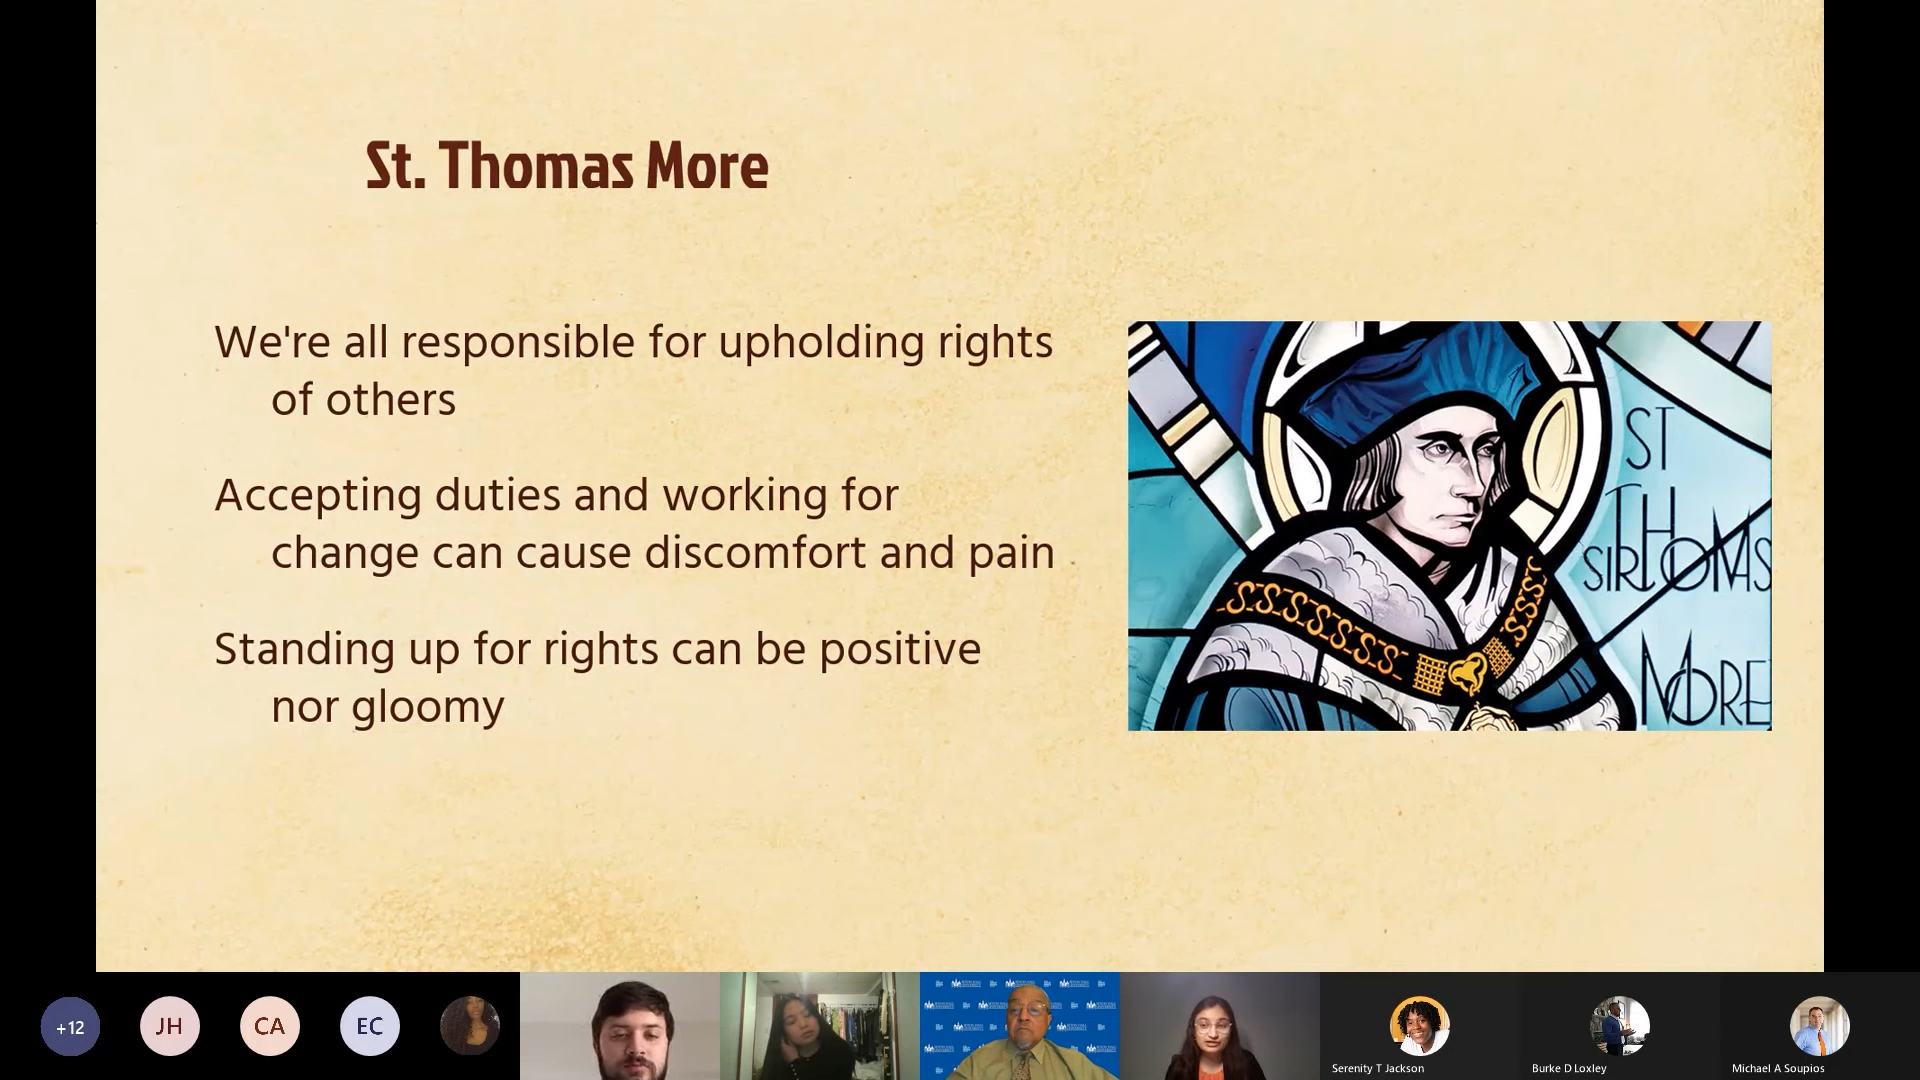 St. Thomas More
We're all responsible for upholding rights
of others
Accepting duties and working for
change can cause discomfort and pain
Standing up for rights can be positive
nor gloomy
ST
THOMS
SIR
MORE
+12
JH
CA
EC
Serenity T Jackson
Burke D Loxley
Michael A Soupios